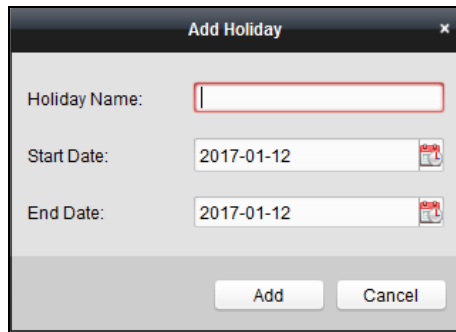 Add Holiday ×
Holiday Name:
Start Date: 2017-01-12
End Date: 2017-01-12
Add Cancel